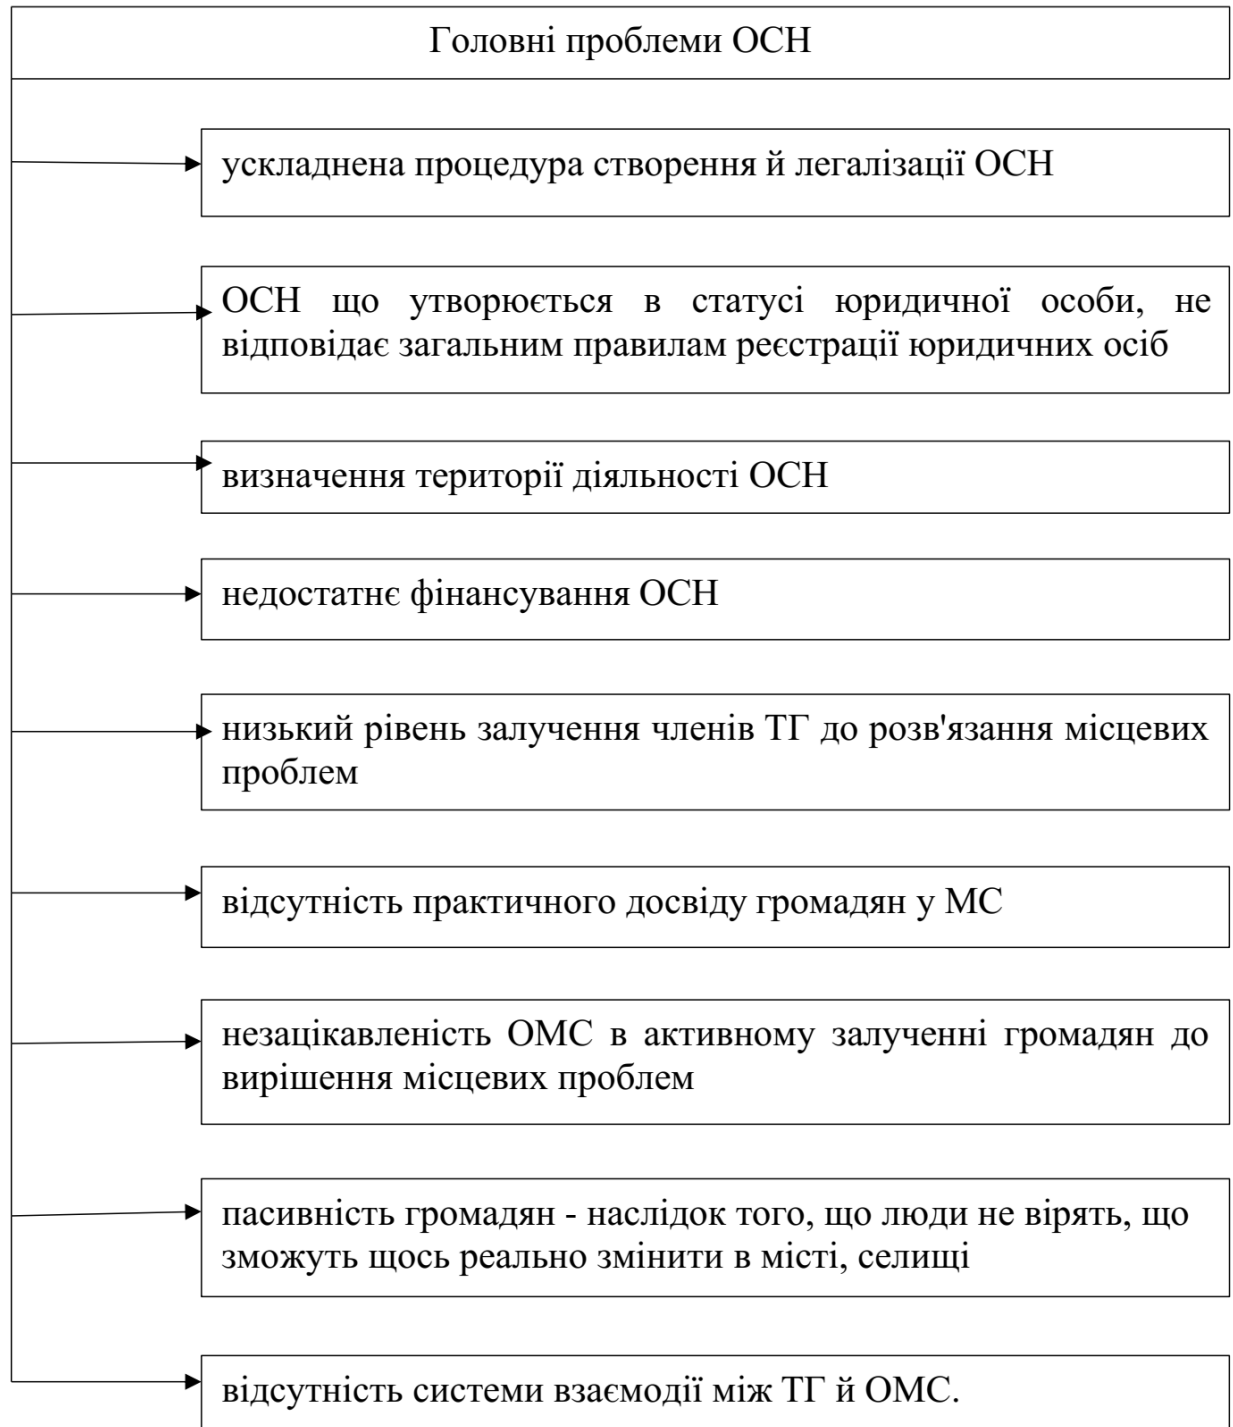 Головні проблеми ОСН
ускладнена процедура створення й легалізації ОСН
ОСН що утворюється в статусі юридичної особи, не
відповідає загальним правилам реєстрації юридичних осіб
визначення території діяльності ОСН
недостатнє фінансування ОСН
низький рівень залучення членів ТГ до розв'язання місцевих
проблем
відсутність практичного досвіду громадян у МС
незацікавленість ОМС в активному залученні громадян до
вирішення місцевих проблем
пасивність громадян - наслідок того, що люди не вірять, що
зможуть щось реально змінити в місті, селищі
відсутність системи взаємодії між ТГ й ОМС.